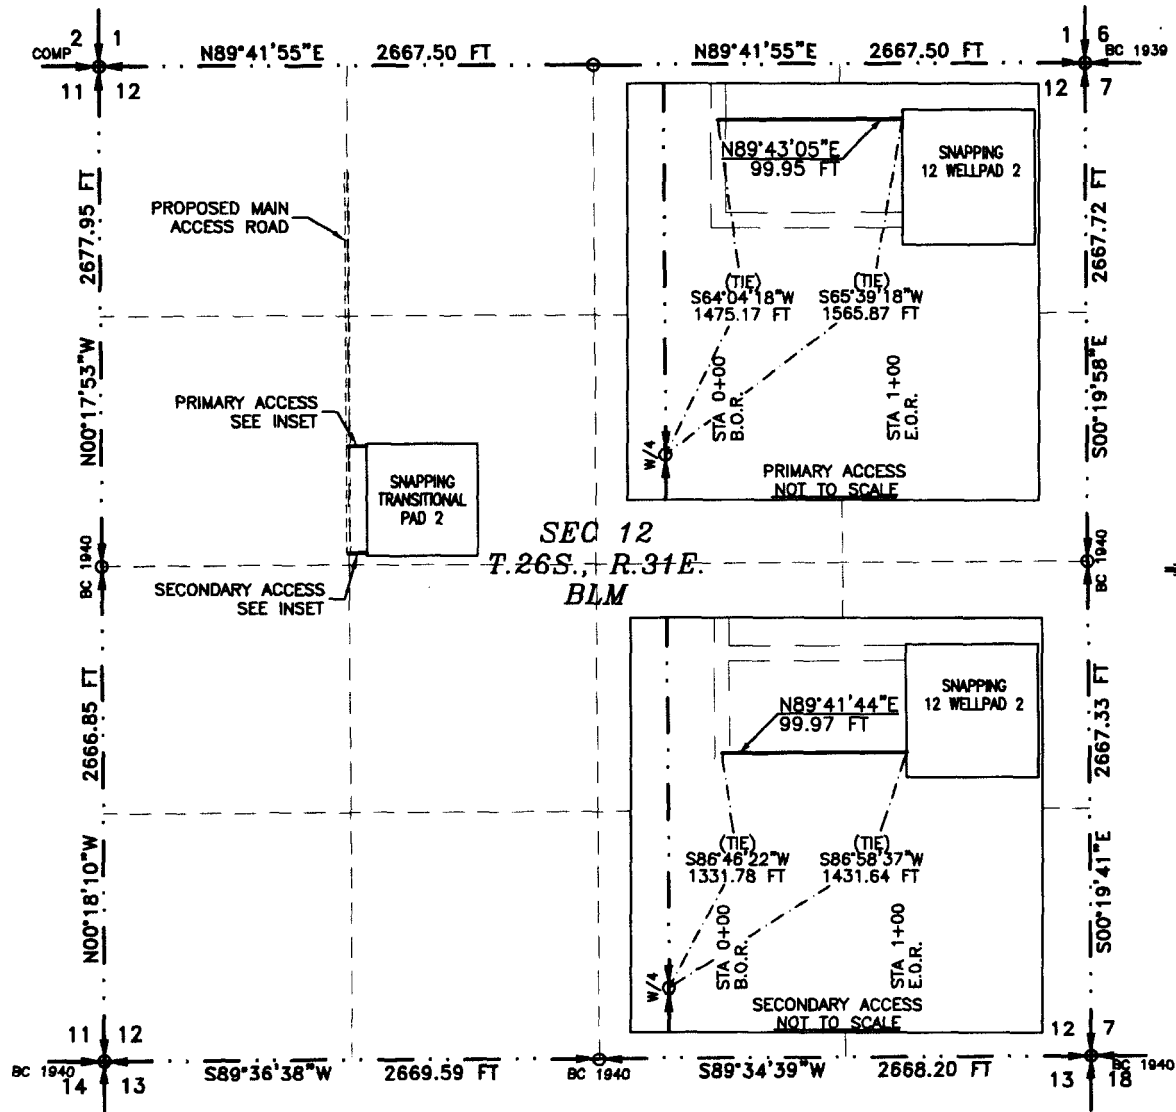 2 1
COMP
N89°41'55"E 2667.50 FT
N89°41'55"E 2667.50 FT
1 6
BC 1939
11 12
12 7
2677.95 FT
N00°17'53"W
2667.72 FT
S00°19'58"E
N89°43'05"E
99.95 FT
SNAPPING
12 WELLPAD 2
PROPOSED MAIN
ACCESS ROAD
(TIE)
S64°04'18"W
1475.17 FT
(TIE)
S65°39'18"W
1565.87 FT
STA 0+00
B.O.R.
STA 1+00
E.O.R.
W/4
PRIMARY ACCESS
NOT TO SCALE
PRIMARY ACCESS
SEE INSET
SNAPPING
TRANSITIONAL
PAD 2
SEC 12
T.26S., R.31E.
BLM
BC 1940
BC 1940
SECONDARY ACCESS
SEE INSET
2666.85 FT
N00°18'10"W
2667.33 FT
S00°19'41"E
SNAPPING
12 WELLPAD 2
N89°41'44"E
99.97 FT
(TIE)
S86°46'22"W
1331.78 FT
(TIE)
S86°58'37"W
1431.64 FT
STA 0+00
B.O.R.
STA 1+00
E.O.R.
W/4
SECONDARY ACCESS
NOT TO SCALE
11 12
12 7
BC 1940
14 13
S89°36'38"W 2669.59 FT
BC 1940
S89°34'39"W 2668.20 FT
13 18
BC 1940